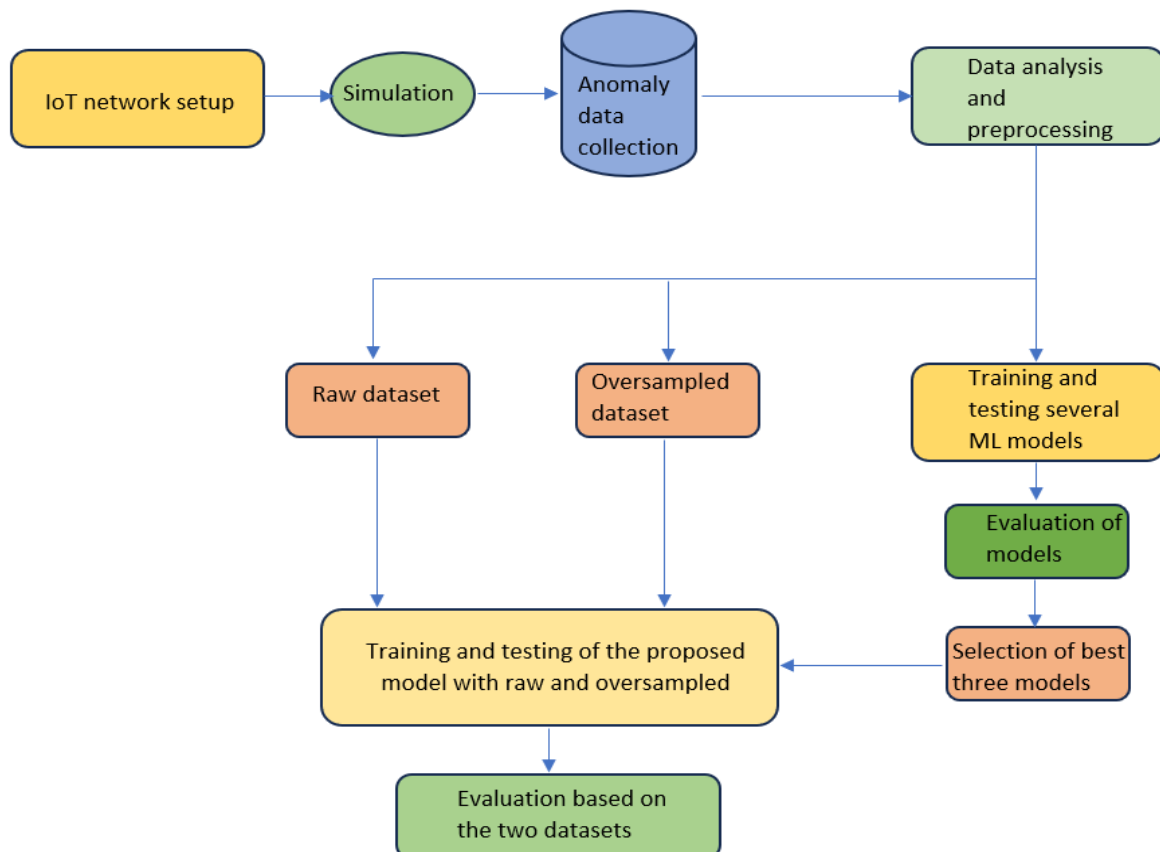 IoT network setup
Simulation
Anomaly
data
collection
Data analysis
and
preprocessing
Raw dataset
Oversampled
dataset
Training and
testing several
ML models
Evaluation of
models
Selection of best
three models
Training and testing of the proposed
model with raw and oversampled
Evaluation based on
the two datasets